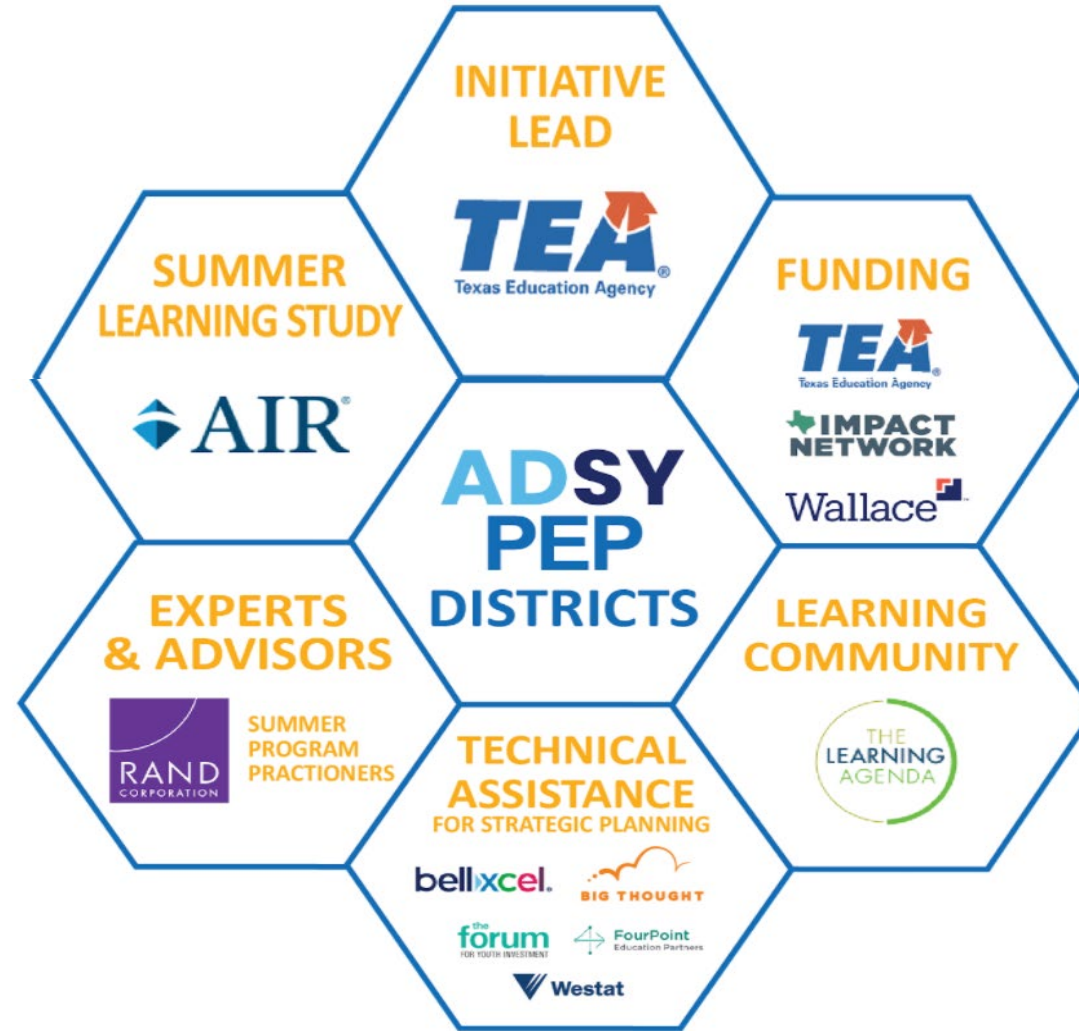 INITIATIVE
LEAD
TEA®
Texas Education Agency
SUMMER
LEARNING STUDY
AIR®
FUNDING
TEA®
Texas Education Agency
IMPACT
NETWORK
Wallace™
ADSY
PEP
DISTRICTS
EXPERTS
& ADVISORS
RAND
CORPORATION
SUMMER
PROGRAM
PRACTIONERS
LEARNING
COMMUNITY
THE
LEARNING
AGENDA
TECHNICAL
ASSISTANCE
FOR STRATEGIC PLANNING
bellxcel®
BIG THOUGHT
the
forum
FOR YOUTH INVESTMENT
FourPoint
Education Partners
Westat